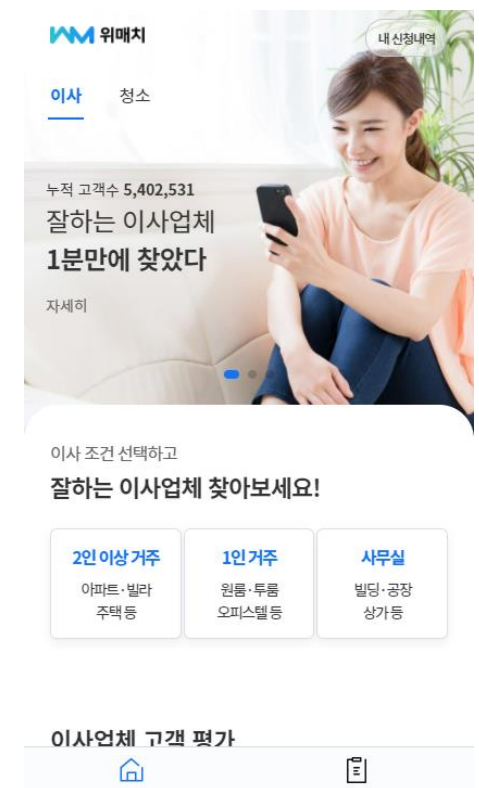 위매치
내 신청내역
이사 청소
누적 고객수 5,402,531
잘하는 이사업체
1분만에 찾았다
자세히
이사 조건 선택하고
잘하는 이사업체 찾아보세요!
2인 이상 거주
아파트·빌라
주택 등
1인 거주
원룸·투룸
오피스텔 등
사무실
빌딩·공장
상가 등
이사업체 고객 평가